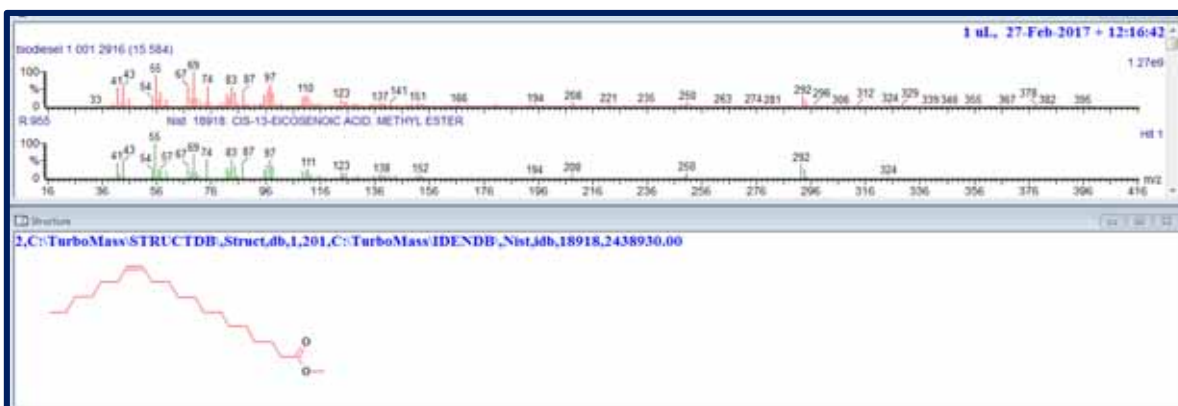 1 uL, 27-Feb-2017 + 12:16:42
biodiesel 1 001 2916 (15.584)
1.27e9
100
%
0
33 41 43 54 55 67 69 74 83 87 97 110 123 137 141 151 166 194 208 221 235 250 263 274 281 292 296 306 312 324 329 339 348 355 367 378 382 395
R:955 Nist 18918: CIS-13-EICOSENOIC ACID, METHYL ESTER
Hit 1
100
%
0
41 43 54 55 57 67 69 74 83 87 97 111 123 138 152 194 208 250 292 324
16 36 56 76 96 116 136 156 176 196 216 236 256 276 296 316 336 356 376 396 416 m/z
Structure
2,C:\TurboMass\STRUCTDB\,Struct,db,1,201,C:\TurboMass\IDENDB\,Nist,idb,18918,2438930.00
O
O